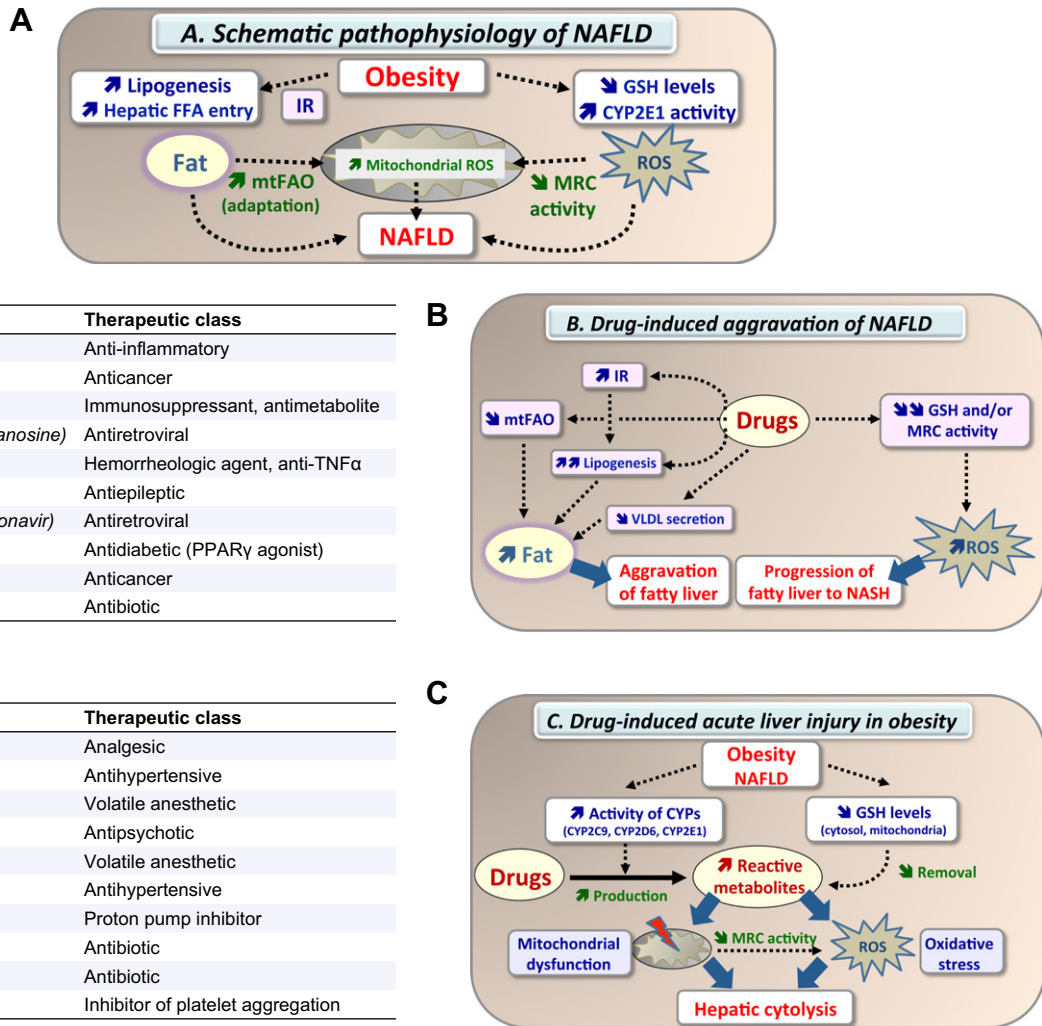 A
A. Schematic pathophysiology of NAFLD
Obesity
↗ Lipogenesis
↗ Hepatic FFA entry
IR
↘ GSH levels
↗ CYP2E1 activity
Fat
↗ mtFAO
(adaptation)
↗ Mitochondrial ROS
↘ MRC
activity
ROS
NAFLD
Therapeutic class
Anti-inflammatory
Anticancer
Immunosuppressant, antimetabolite
anosine) Antiretroviral
Hemorrheologic agent, anti-TNFα
Antiepileptic
onavir) Antiretroviral
Antidiabetic (PPARγ agonist)
Anticancer
Antibiotic
B
B. Drug-induced aggravation of NAFLD
↗ IR
↘ mtFAO
Drugs
↘↘ GSH and/or
MRC activity
↗↗ Lipogenesis
↘ VLDL secretion
↗ Fat
↗ROS
Aggravation
of fatty liver
Progression of
fatty liver to NASH
Therapeutic class
Analgesic
Antihypertensive
Volatile anesthetic
Antipsychotic
Volatile anesthetic
Antihypertensive
Proton pump inhibitor
Antibiotic
Antibiotic
Inhibitor of platelet aggregation
C
C. Drug-induced acute liver injury in obesity
Obesity
NAFLD
↗ Activity of CYPs
(CYP2C9, CYP2D6, CYP2E1)
↘ GSH levels
(cytosol, mitochondria)
Drugs
↗ Production
↗ Reactive
metabolites
↘ Removal
Mitochondrial
dysfunction
↘ MRC activity
ROS
Oxidative
stress
Hepatic cytolysis